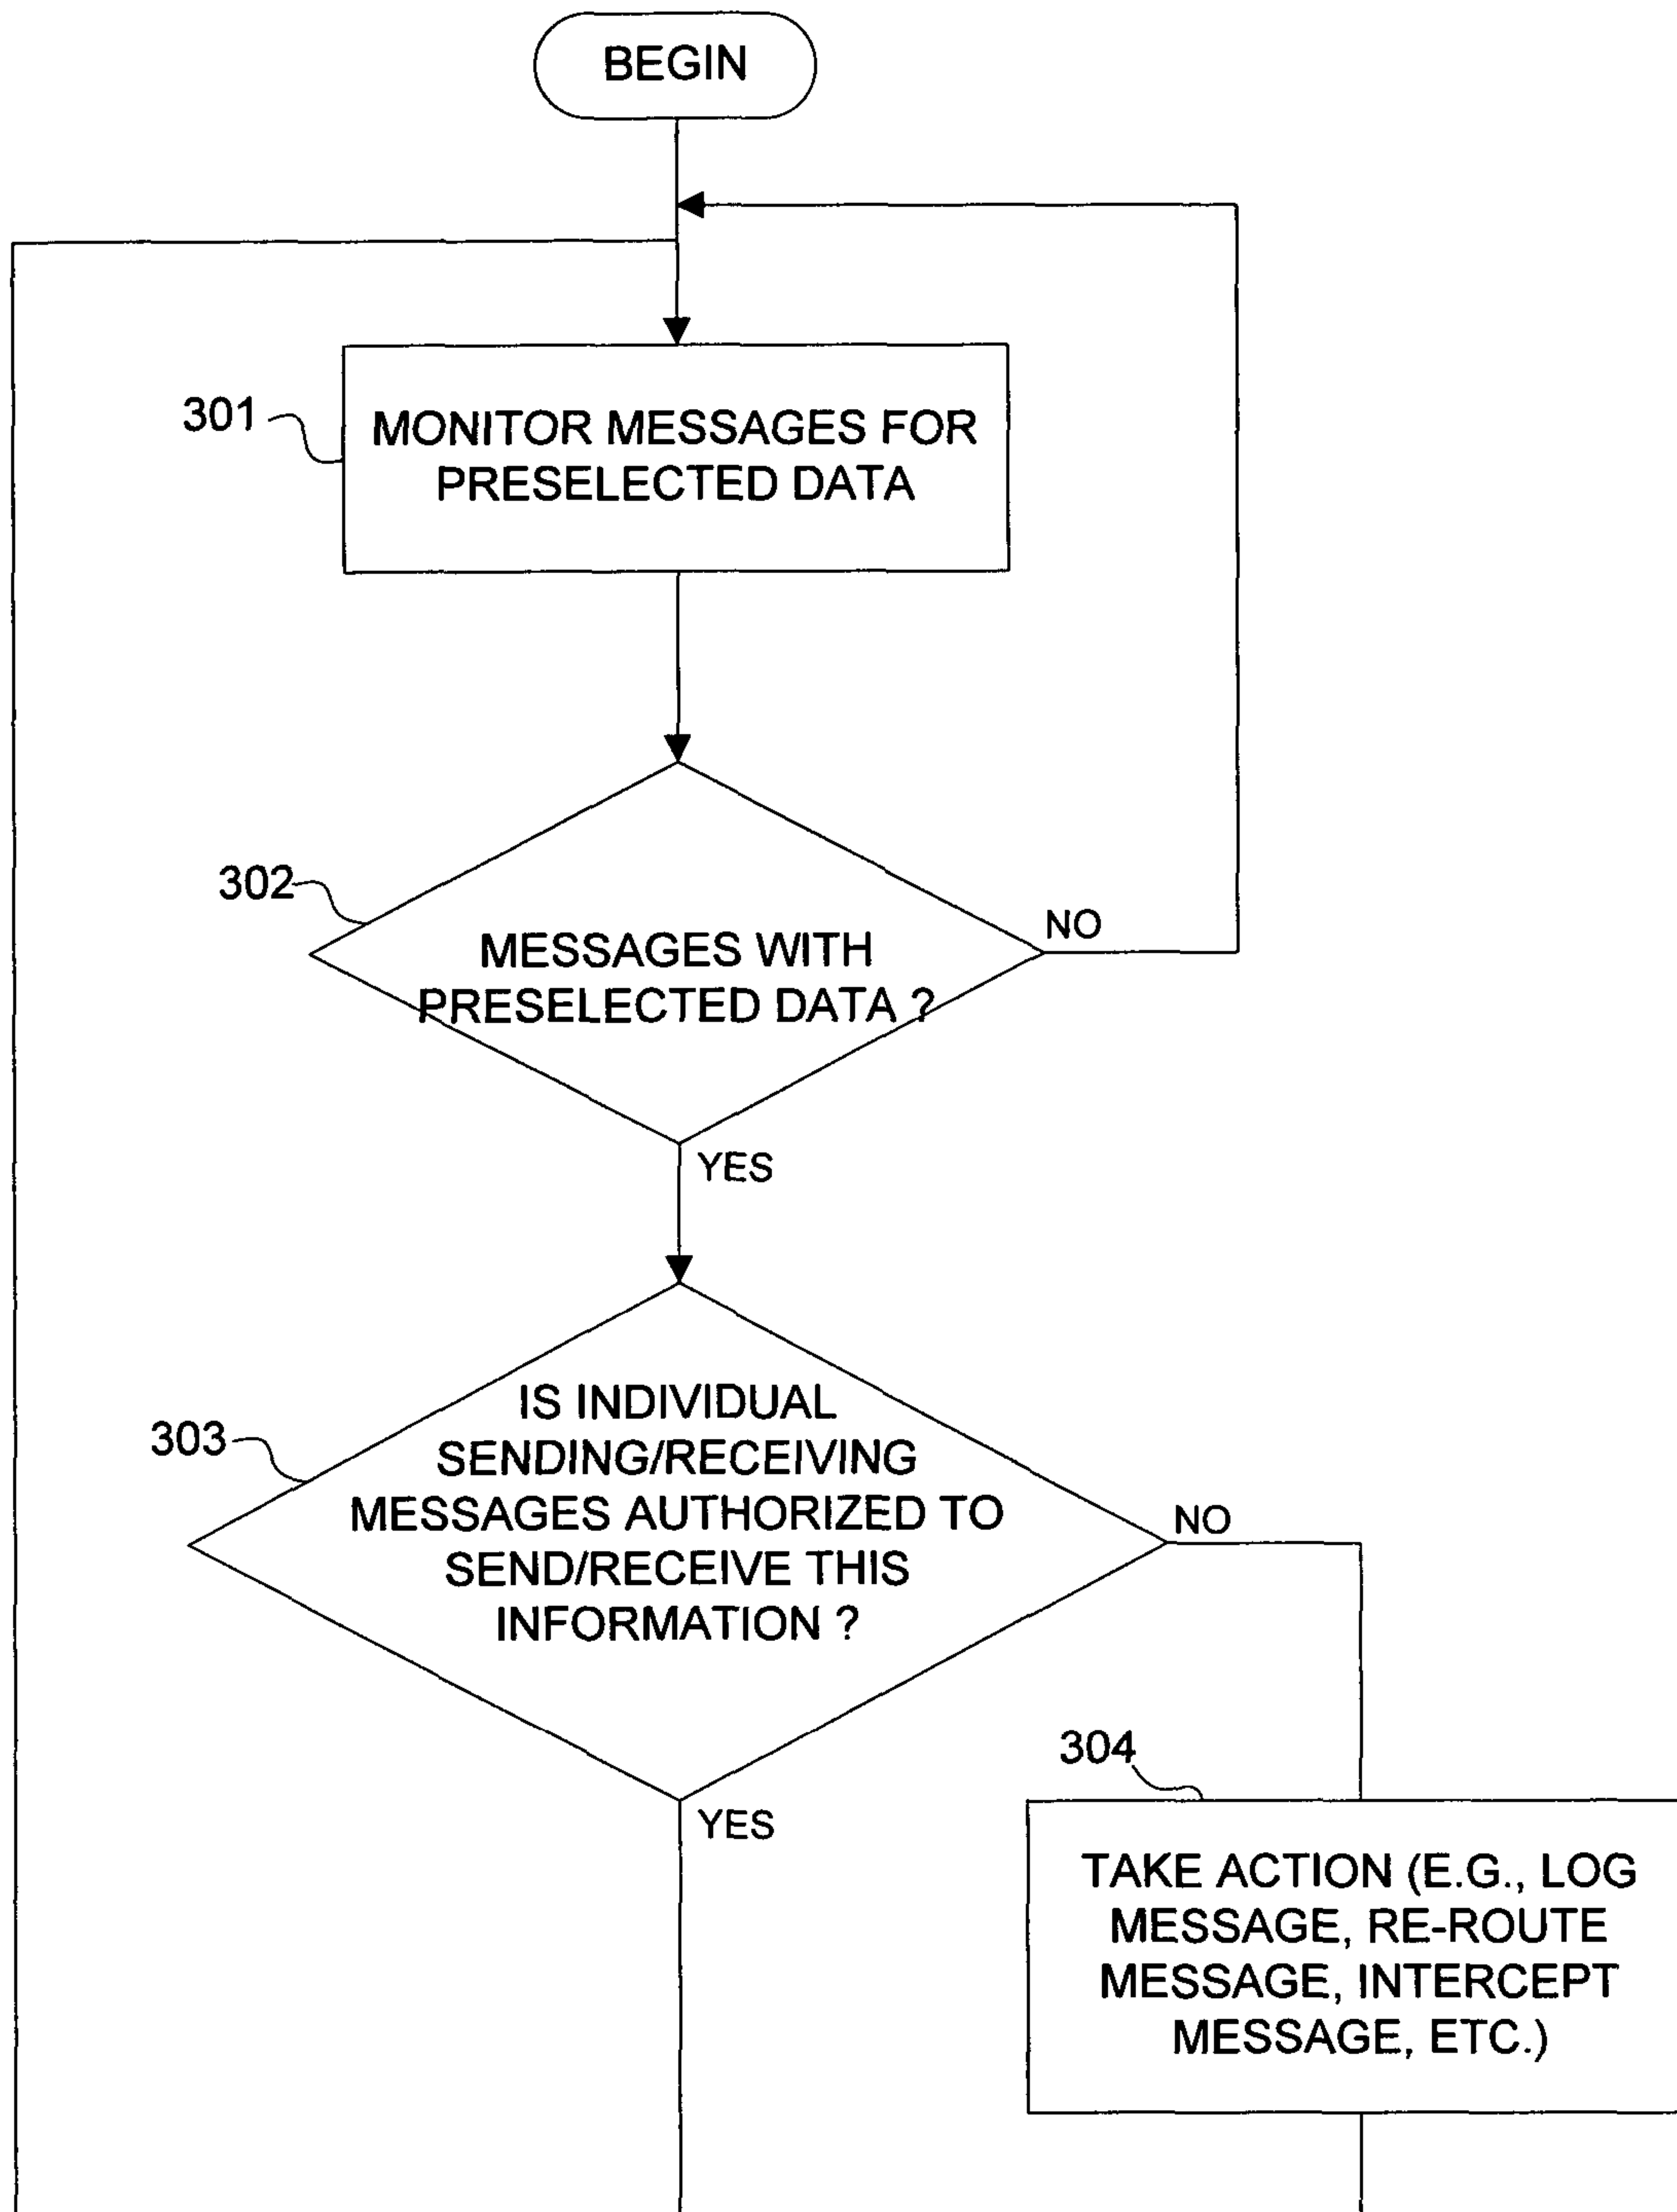 BEGIN
301
MONITOR MESSAGES FOR
PRESELECTED DATA
302
MESSAGES WITH
PRESELECTED DATA ?
NO
YES
303
IS INDIVIDUAL
SENDING/RECEIVING
MESSAGES AUTHORIZED TO
SEND/RECEIVE THIS
INFORMATION ?
NO
YES
304
TAKE ACTION (E.G., LOG
MESSAGE, RE-ROUTE
MESSAGE, INTERCEPT
MESSAGE, ETC.)